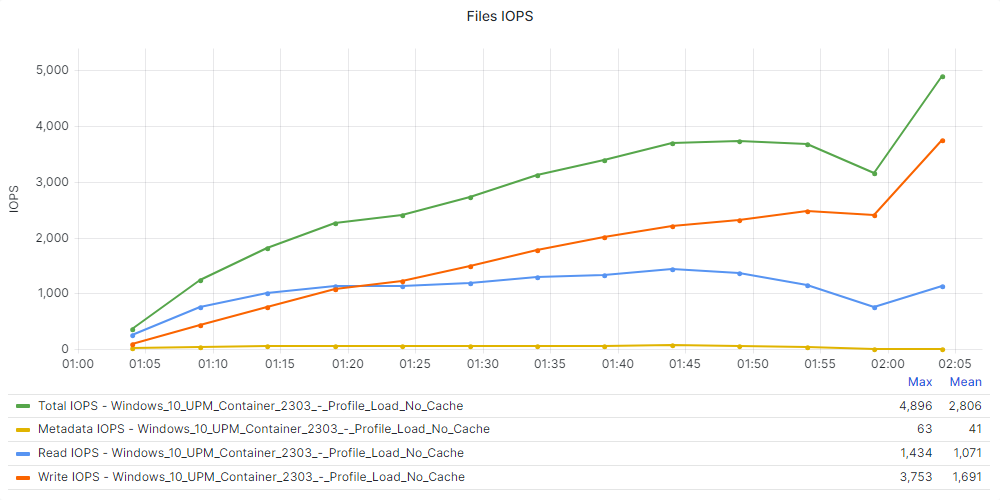 Files IOPS
5,000
4,000
3,000
2,000
1,000
0
IOPS
01:00 01:05 01:10 01:15 01:20 01:25 01:30 01:35 01:40 01:45 01:50 01:55 02:00 02:05
Max Mean
Total IOPS - Windows_10_UPM_Container_2303_-_Profile_Load_No_Cache 4,896 2,806
Metadata IOPS - Windows_10_UPM_Container_2303_-_Profile_Load_No_Cache 63 41
Read IOPS - Windows_10_UPM_Container_2303_-_Profile_Load_No_Cache 1,434 1,071
Write IOPS - Windows_10_UPM_Container_2303_-_Profile_Load_No_Cache 3,753 1,691